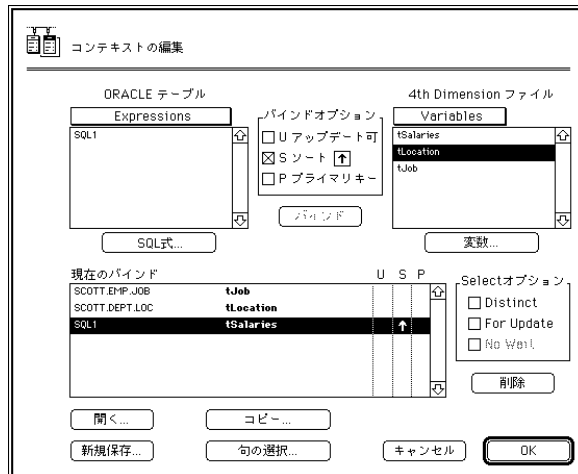 コンテキストの編集
ORACLE テーブル
4th Dimension ファイル
Expressions
バインドオプション
Variables
SQL1
U アップデート可
S ソート
P プライマリキー
tSalaries
tLocation
tJob
バインド
SQL式...
変数...
現在のバインド
U S P
SCOTT.EMP.JOB tJob
SCOTT.DEPT.LOC tLocation
SQL1 tSalaries
Selectオプション
Distinct
For Update
No Wait
削除
開く...
コピー...
新規保存...
句の選択...
キャンセル
OK